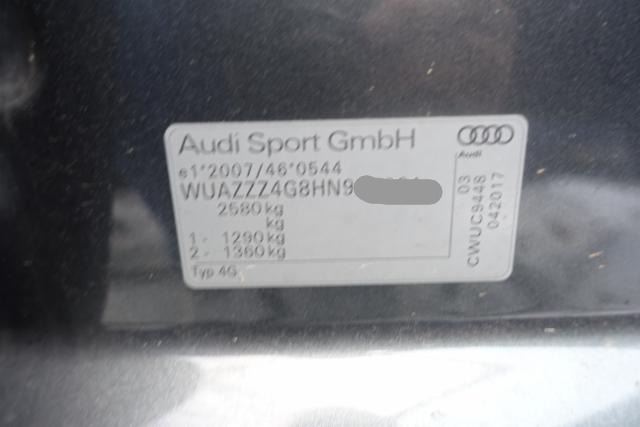 Audi Sport GmbH
e1*2007/46*0544
WUAZZZ4G8HN9
2580 kg
kg
1 - 1290 kg
2 - 1360 kg
Typ 4G
Audi
03
CWUC9448
042017